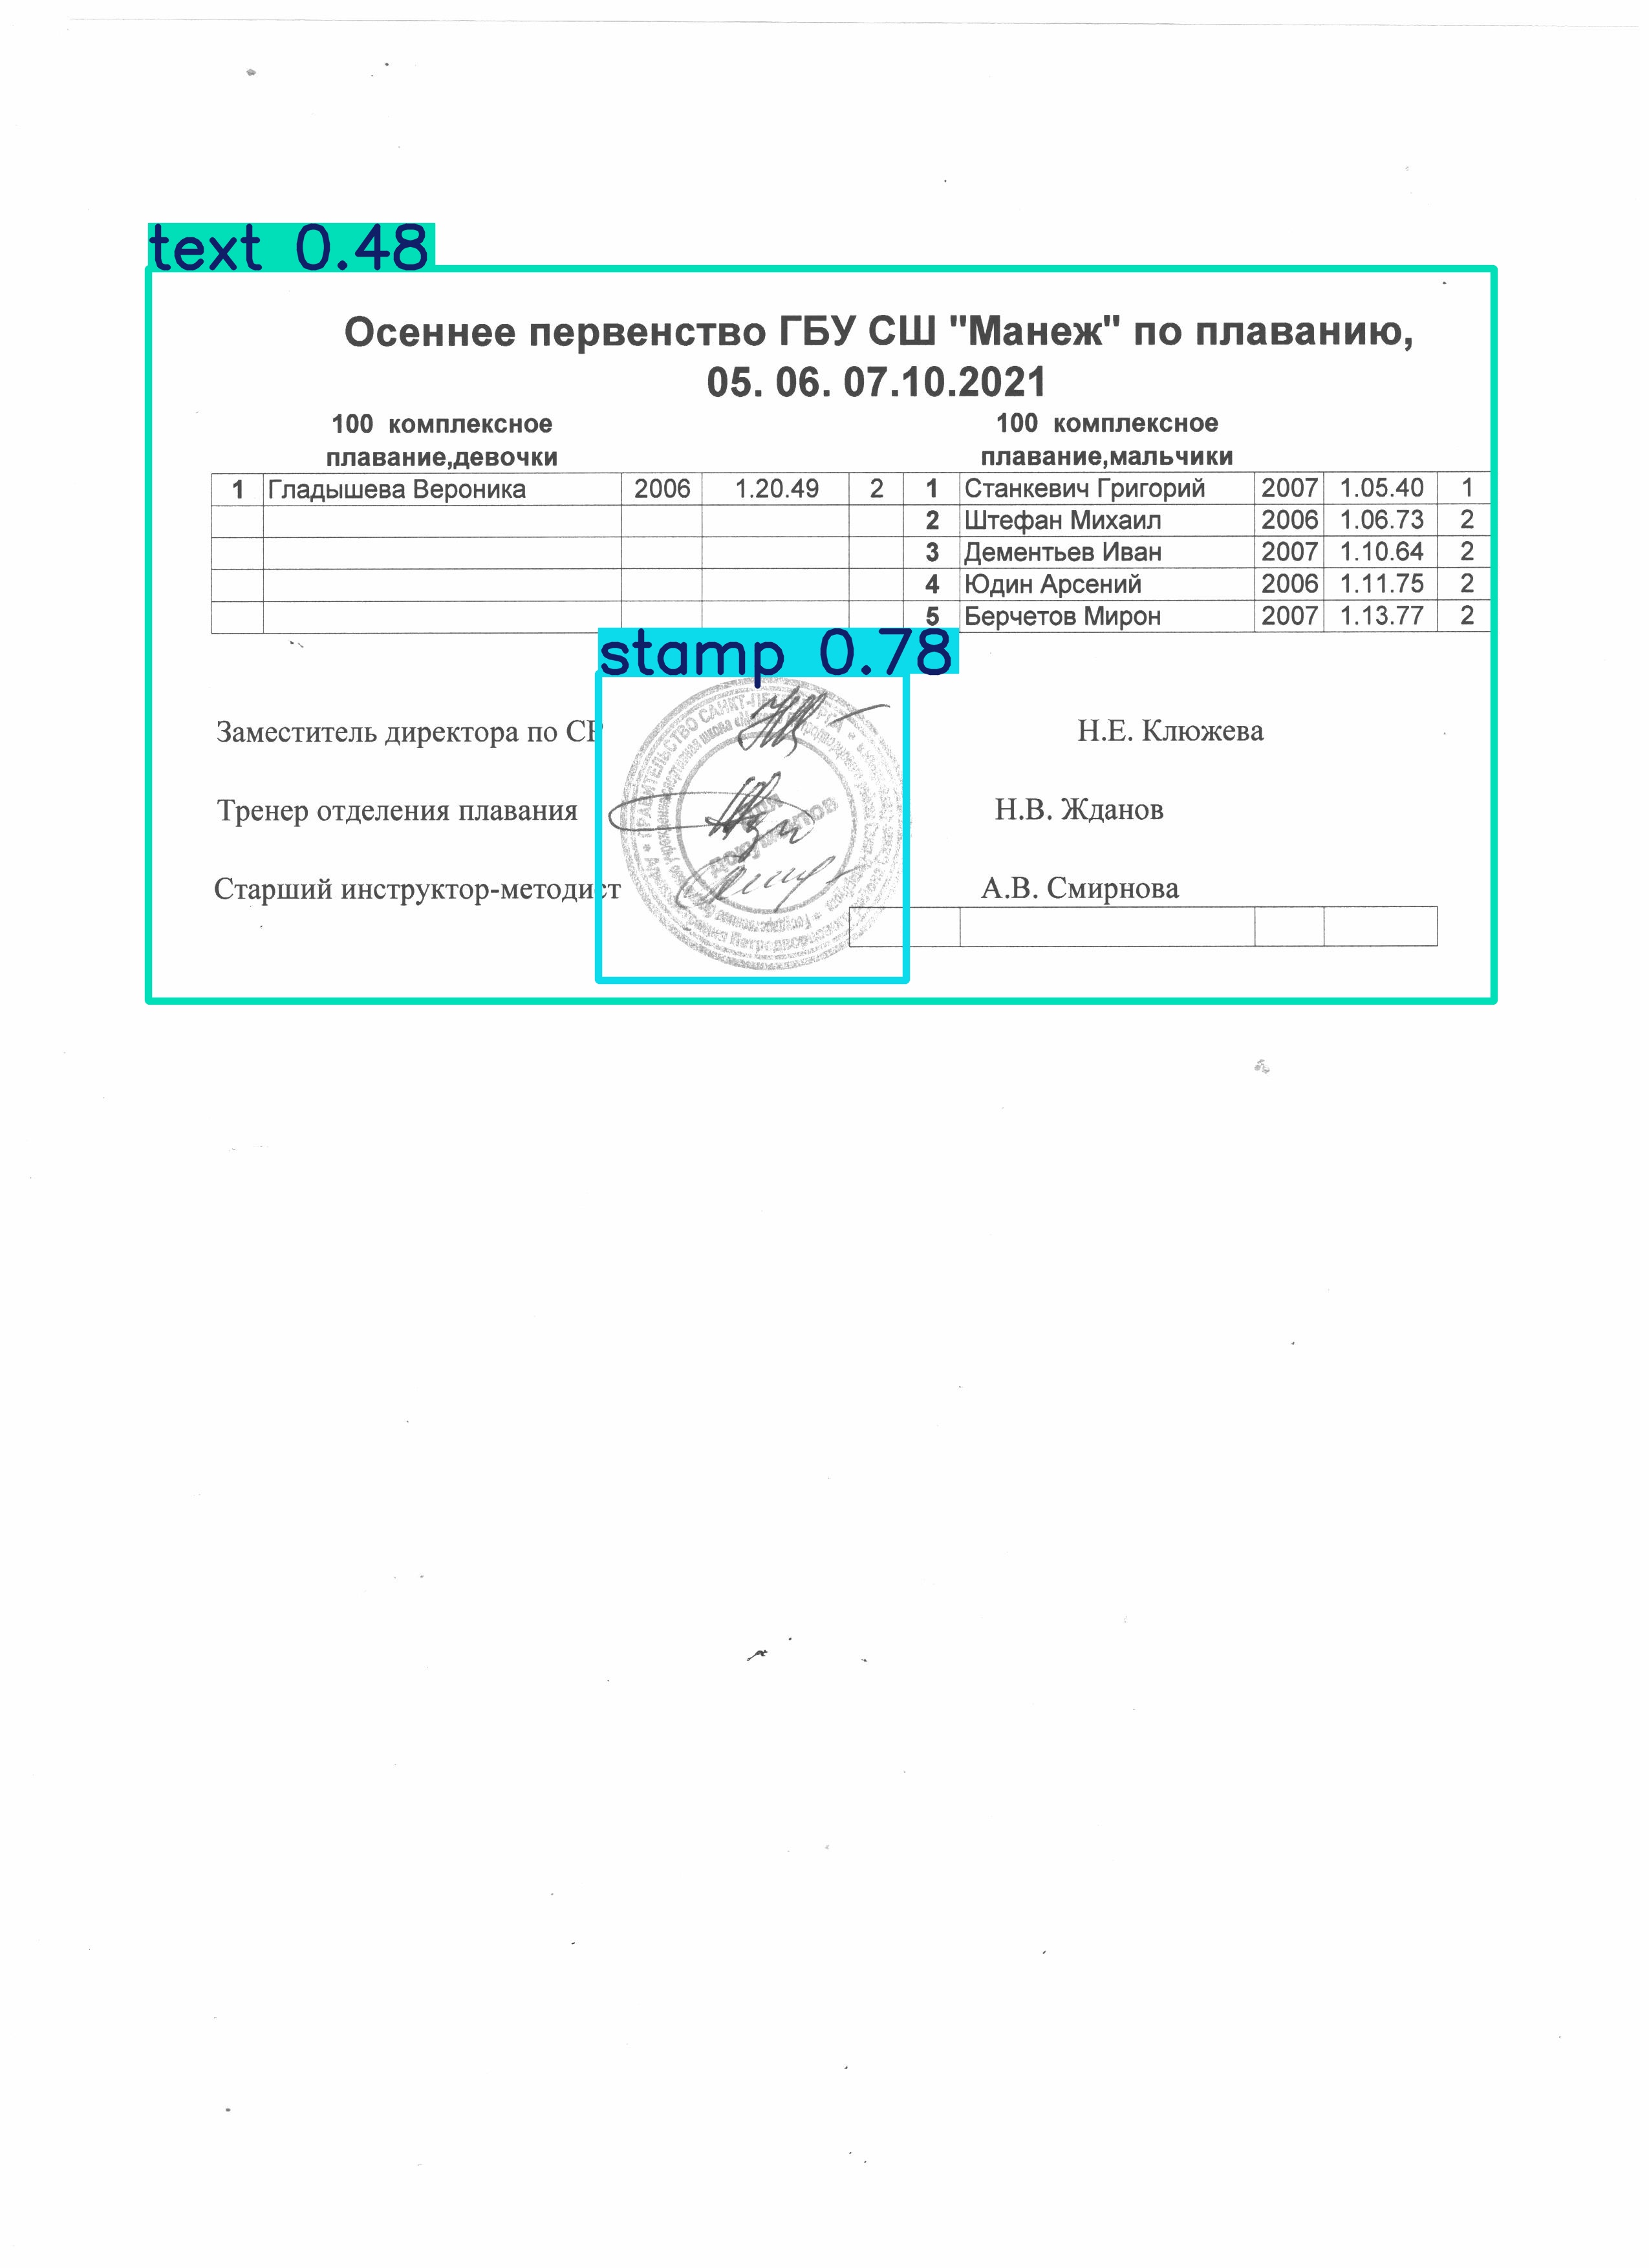 text 0.48
Осеннее первенство ГБУ СШ "Манеж" по плаванию,
05. 06. 07.10.2021
100 комплексное плавание,девочки
100 комплексное плавание,мальчики
1 Гладышева Вероника 2006 1.20.49 2 1 Станкевич Григорий 2007 1.05.40 1
2 Штефан Михаил 2006 1.06.73 2
3 Дементьев Иван 2007 1.10.64 2
4 Юдин Арсений 2006 1.11.75 2
5 Берчетов Мирон 2007 1.13.77 2
stamp 0.78
Заместитель директора по СР Н.Е. Клюжева
Тренер отделения плавания Н.В. Жданов
Старший инструктор-методист А.В. Смирнова
для
документов